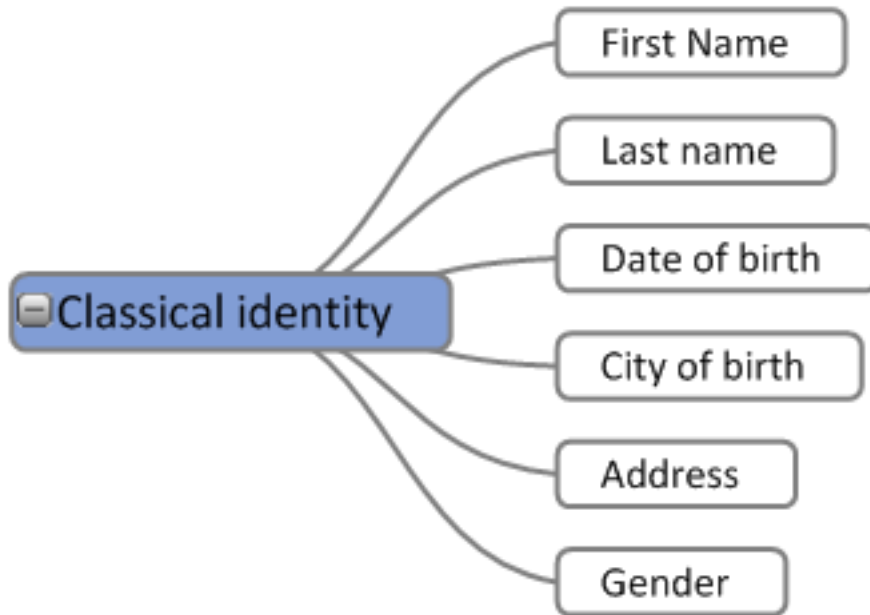 First Name
Last name
Date of birth
Classical identity
City of birth
Address
Gender